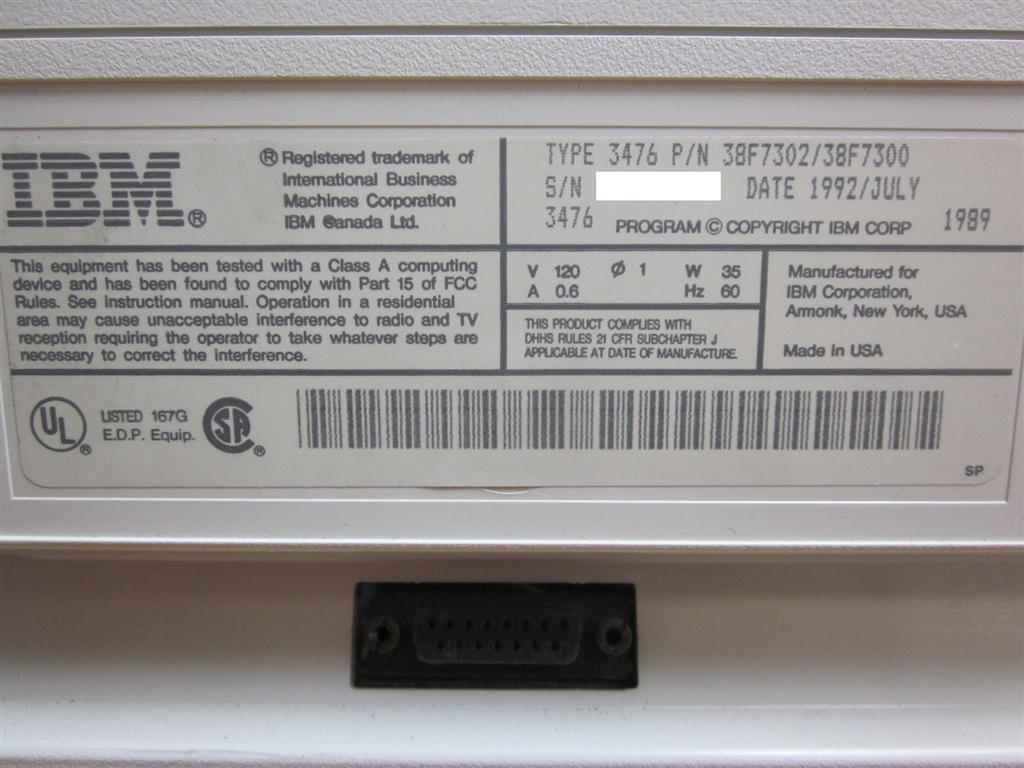 IBM®
® Registered trademark of
International Business
Machines Corporation
IBM Canada Ltd.
TYPE 3476 P/N 38F7302/38F7300
S/N DATE 1992/JULY
3476 PROGRAM © COPYRIGHT IBM CORP 1989
This equipment has been tested with a Class A computing
device and has been found to comply with Part 15 of FCC
Rules. See Instruction manual. Operation in a residential
area may cause unacceptable interference to radio and TV
reception requiring the operator to take whatever steps are
necessary to correct the interference.
V 120 Ø 1 W 35
A 0.6 Hz 60
THIS PRODUCT COMPLIES WITH
DHHS RULES 21 CFR SUBCHAPTER J
APPLICABLE AT DATE OF MANUFACTURE.
Manufactured for
IBM Corporation,
Armonk, New York, USA
Made In USA
UL®
LISTED 167G
E.D.P. Equip.
SA®
SP